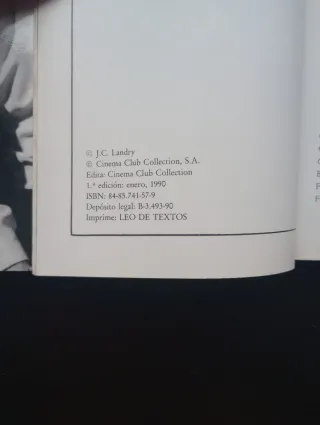 © J.C. Landry
© Cinema Club Collection, S.A.
Edita: Cinema Club Collection
1.ª edición: enero, 1990
ISBN: 84-85.741-57-9
Depósito legal: B-3.493-90
Imprime: LEO DE TEXTOS